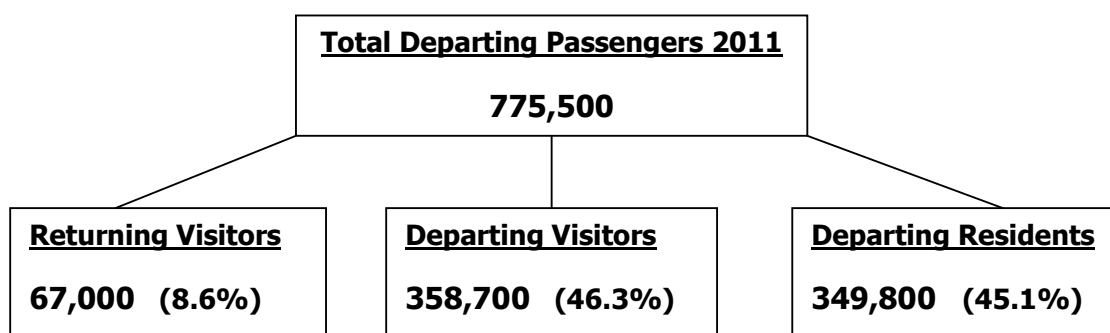 Total Departing Passengers 2011
775,500
Returning Visitors
67,000 (8.6%)
Departing Visitors
358,700 (46.3%)
Departing Residents
349,800 (45.1%)